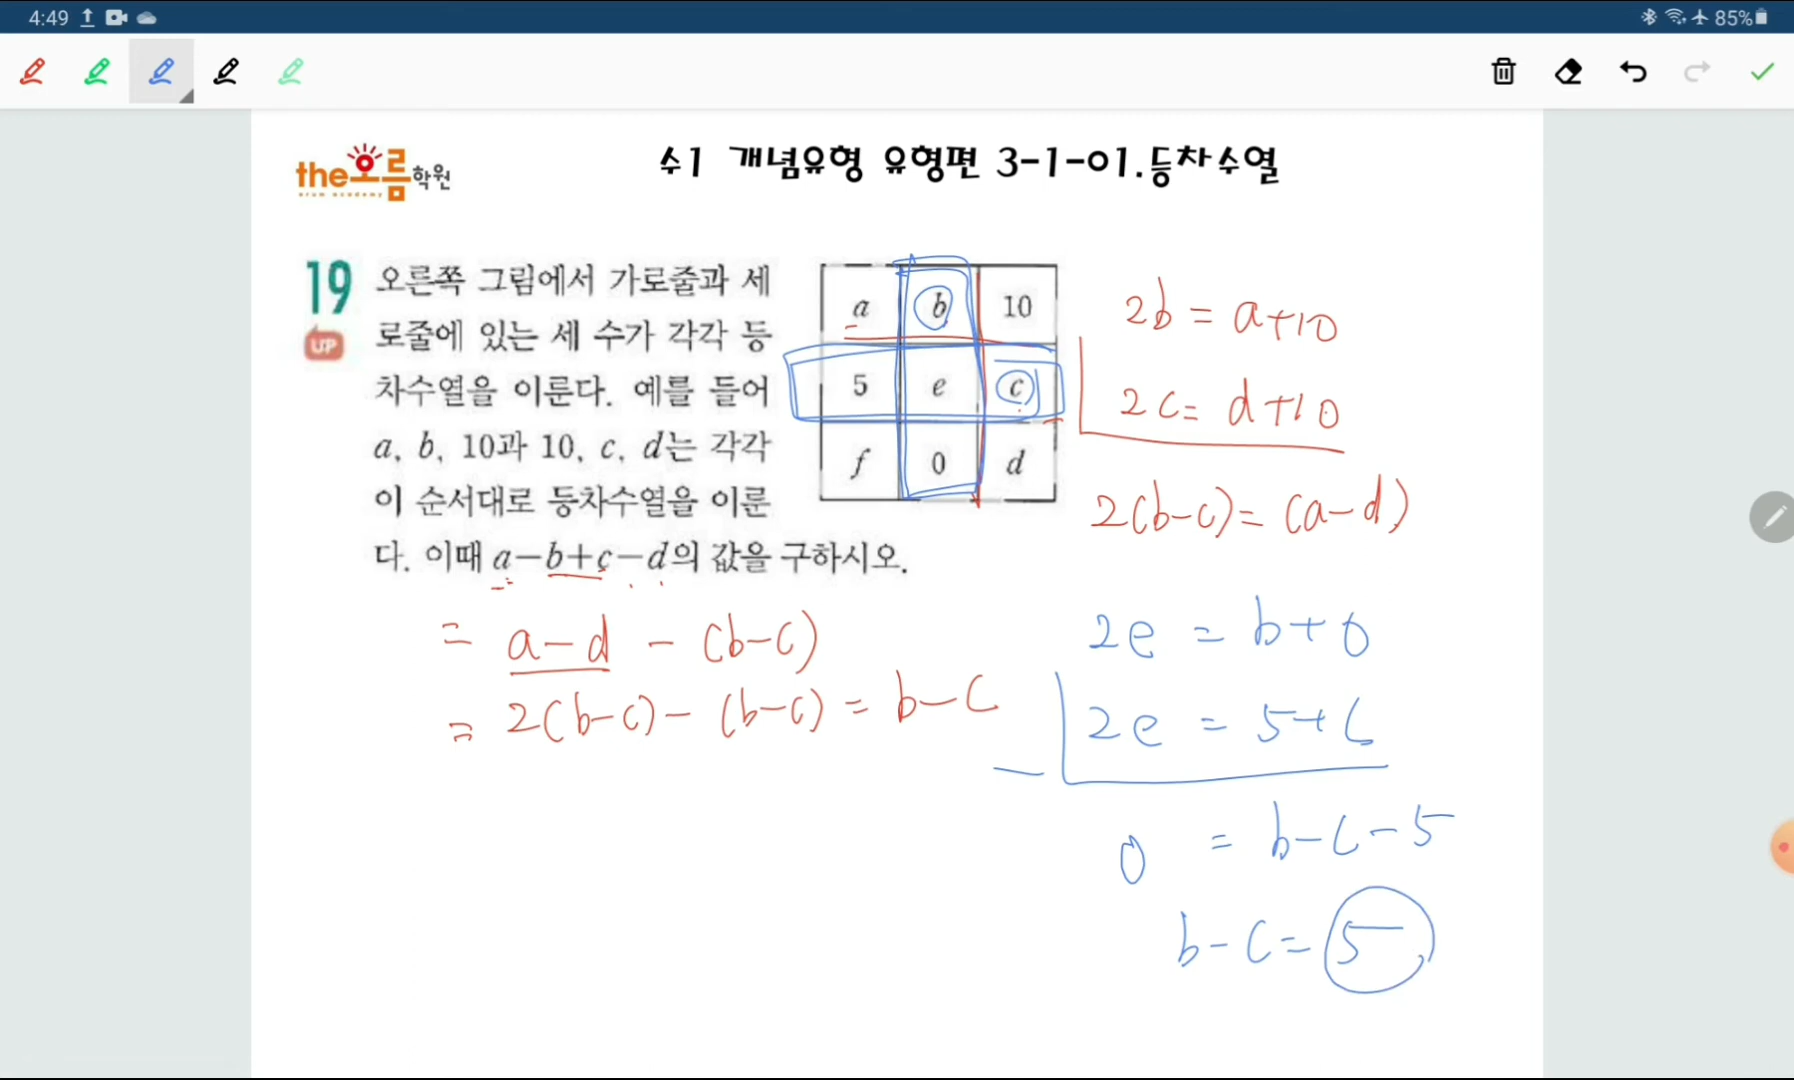 4:49
85%
the오름학원
orum academy
수1 개념유형 유형편 3-1-01.등차수열
19
UP
오른쪽 그림에서 가로줄과 세
로줄에 있는 세 수가 각각 등
차수열을 이룬다. 예를 들어
a, b, 10과 10, c, d는 각각
이 순서대로 등차수열을 이룬
다. 이때 a−b+c−d의 값을 구하시오.
a b 10
5 e c
f 0 d
2b = a+10
2c = d+10
2(b-c) = (a-d)
= a-d - (b-c)
= 2(b-c) - (b-c) = b-c
2e = b+0
2e = 5+c
−
0 = b-c-5
b-c = 5